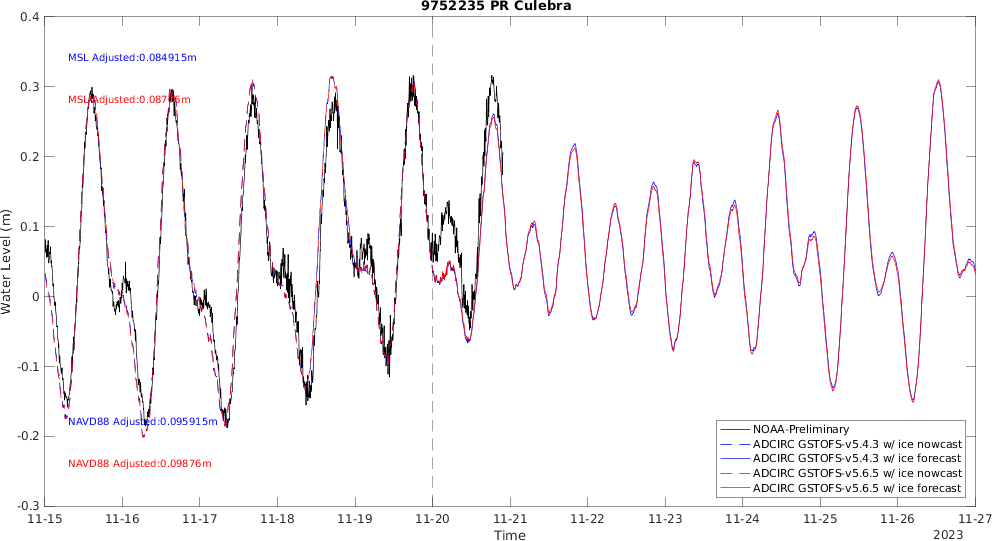 9752235 PR Culebra
0.4
0.3
0.2
0.1
0
-0.1
-0.2
-0.3
Water Level (m)
MSL Adjusted:0.084915m
MSL Adjusted:
NAVD88 Adjusted:0.095915m
NAVD88 Adjusted:0.09876m
NOAA-Preliminary
ADCIRC GSTOFS-v5.4.3 w/ ice nowcast
ADCIRC GSTOFS-v5.4.3 w/ ice forecast
ADCIRC GSTOFS-v5.6.5 w/ ice nowcast
ADCIRC GSTOFS-v5.6.5 w/ ice forecast
11-15 11-16 11-17 11-18 11-19 11-20 11-21 11-22 11-23 11-24 11-25 11-26 11-27
Time
2023